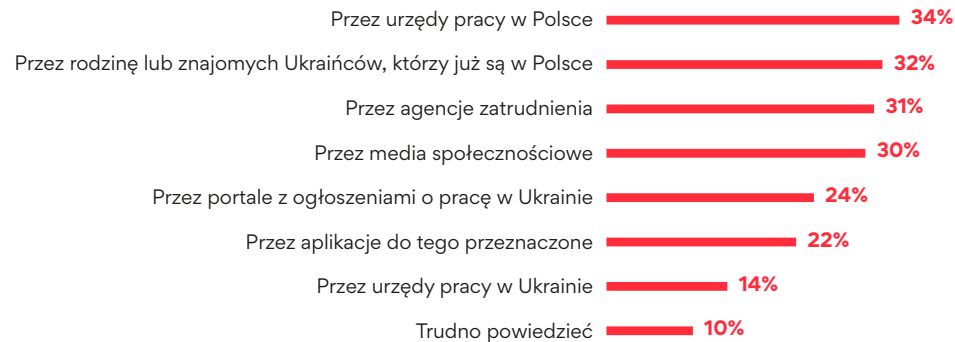 Przez urzędy pracy w Polsce 34%
Przez rodzinę lub znajomych Ukraińców, którzy już są w Polsce 32%
Przez agencje zatrudnienia 31%
Przez media społecznościowe 30%
Przez portale z ogłoszeniami o pracę w Ukrainie 24%
Przez aplikacje do tego przeznaczone 22%
Przez urzędy pracy w Ukrainie 14%
Trudno powiedzieć 10%